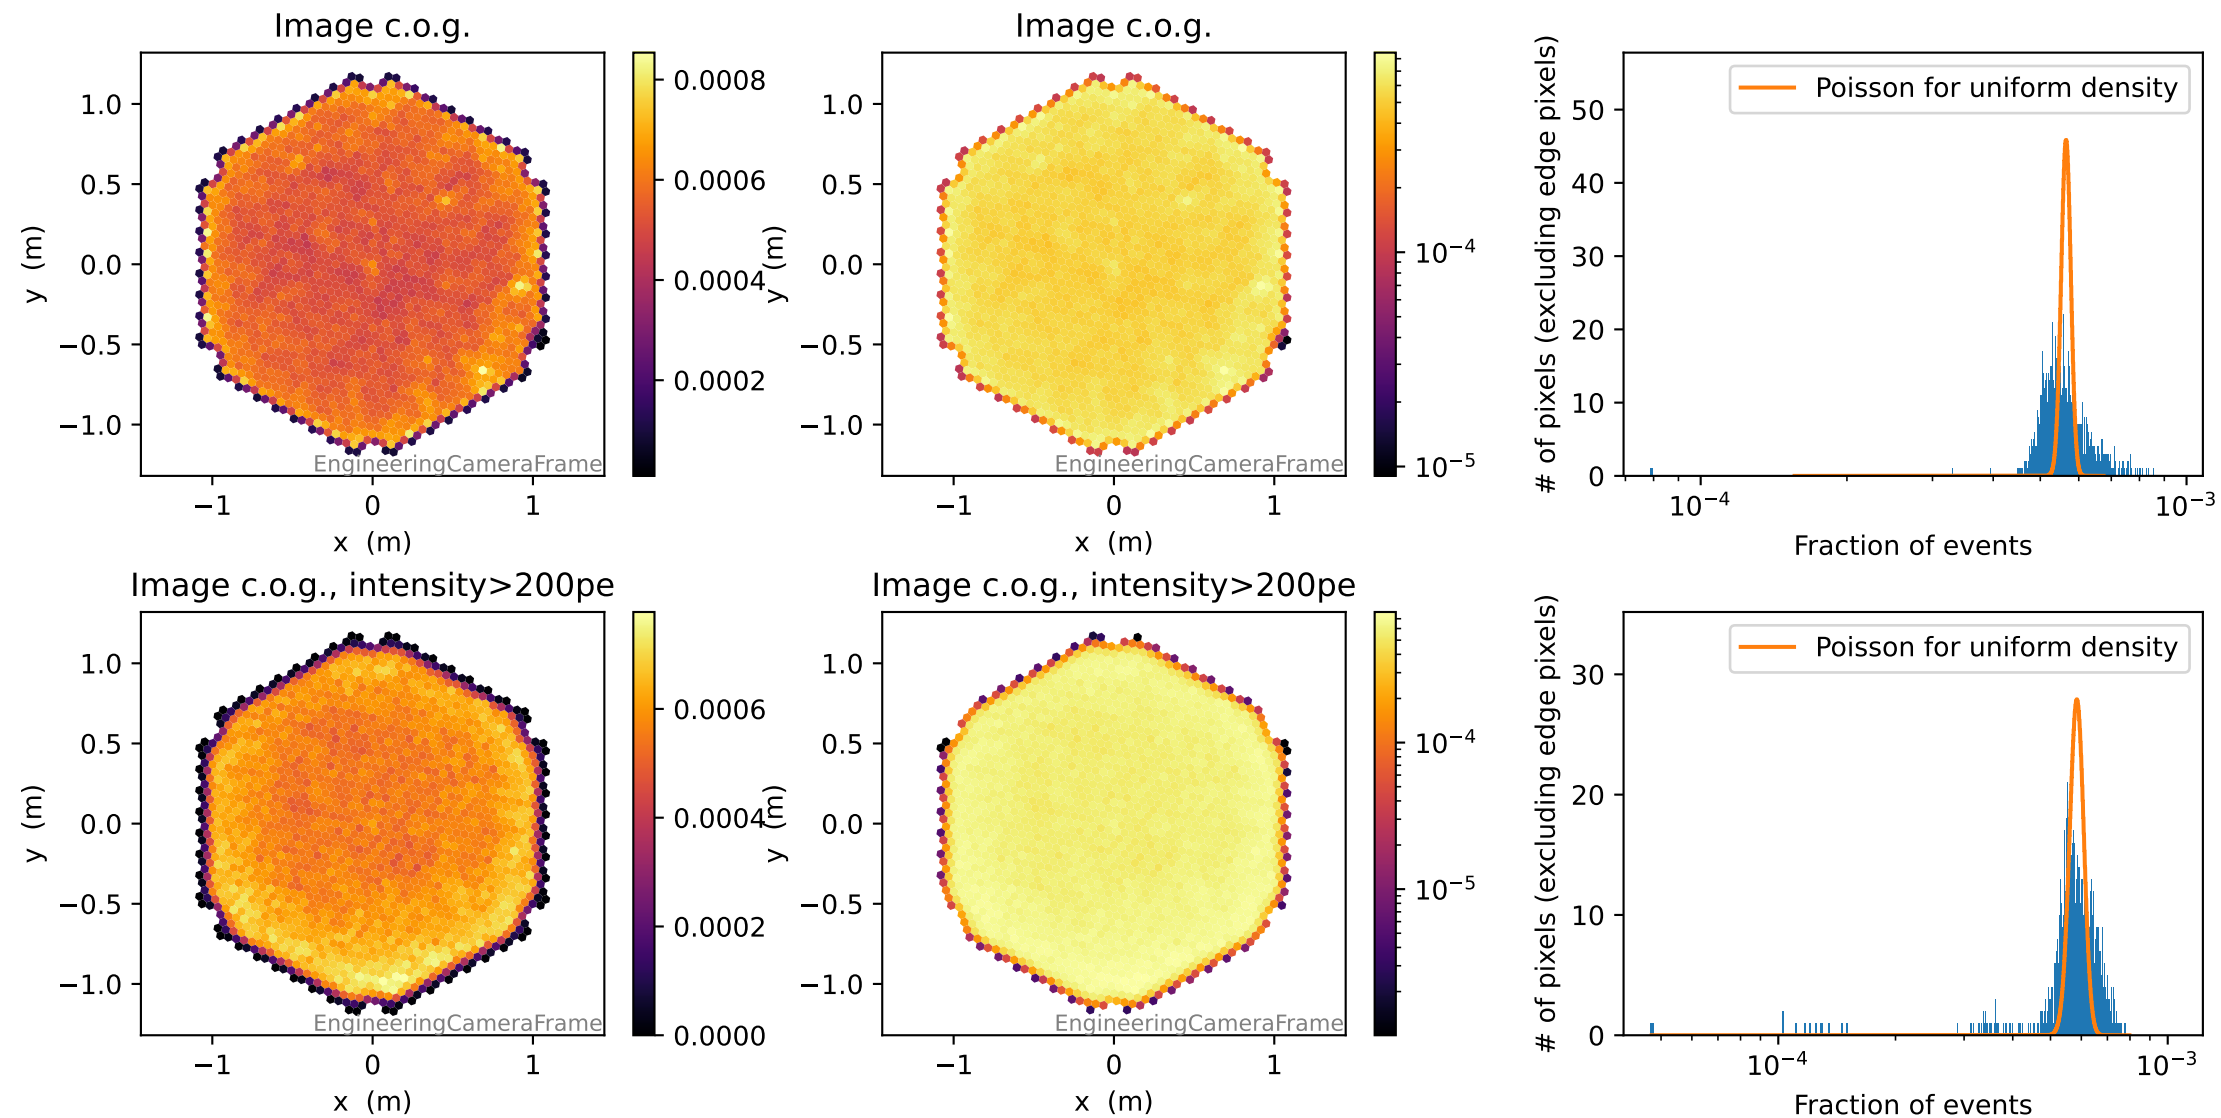 Image c.o.g.
y (m)
1.0
0.5
0.0
−0.5
−1.0
−1
0
1
x (m)
EngineeringCameraFrame
0.0008
0.0006
0.0004
0.0002
Image c.o.g.
y (m)
1.0
0.5
0.0
−0.5
−1.0
−1
0
1
x (m)
EngineeringCameraFrame
10⁻⁴
10⁻⁵
# of pixels (excluding edge pixels)
50
40
30
20
10
0
Poisson for uniform density
10⁻⁴
10⁻³
Fraction of events
Image c.o.g., intensity>200pe
y (m)
1.0
0.5
0.0
−0.5
−1.0
−1
0
1
x (m)
EngineeringCameraFrame
0.0006
0.0004
0.0002
0.0000
Image c.o.g., intensity>200pe
y (m)
1.0
0.5
0.0
−0.5
−1.0
−1
0
1
x (m)
EngineeringCameraFrame
10⁻⁴
10⁻⁵
# of pixels (excluding edge pixels)
30
20
10
0
Poisson for uniform density
10⁻⁴
10⁻³
Fraction of events